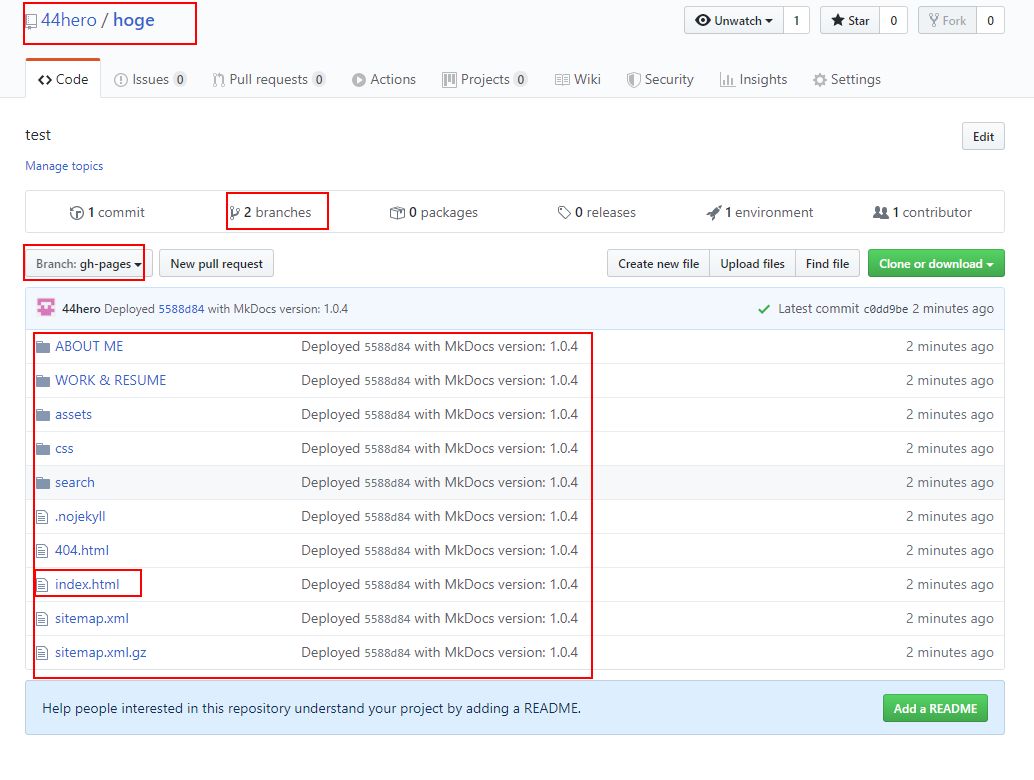 44hero / hoge
Unwatch 1 Star 0 Fork 0
Code Issues 0 Pull requests 0 Actions Projects 0 Wiki Security Insights Settings
test
Edit
Manage topics
1 commit 2 branches 0 packages 0 releases 1 environment 1 contributor
Branch: gh-pages New pull request Create new file Upload files Find file Clone or download
44hero Deployed 5588d84 with MkDocs version: 1.0.4 Latest commit c0dd9be 2 minutes ago
ABOUT ME Deployed 5588d84 with MkDocs version: 1.0.4 2 minutes ago
WORK & RESUME Deployed 5588d84 with MkDocs version: 1.0.4 2 minutes ago
assets Deployed 5588d84 with MkDocs version: 1.0.4 2 minutes ago
css Deployed 5588d84 with MkDocs version: 1.0.4 2 minutes ago
search Deployed 5588d84 with MkDocs version: 1.0.4 2 minutes ago
.nojekyll Deployed 5588d84 with MkDocs version: 1.0.4 2 minutes ago
404.html Deployed 5588d84 with MkDocs version: 1.0.4 2 minutes ago
index.html Deployed 5588d84 with MkDocs version: 1.0.4 2 minutes ago
sitemap.xml Deployed 5588d84 with MkDocs version: 1.0.4 2 minutes ago
sitemap.xml.gz Deployed 5588d84 with MkDocs version: 1.0.4 2 minutes ago
Help people interested in this repository understand your project by adding a README. Add a README